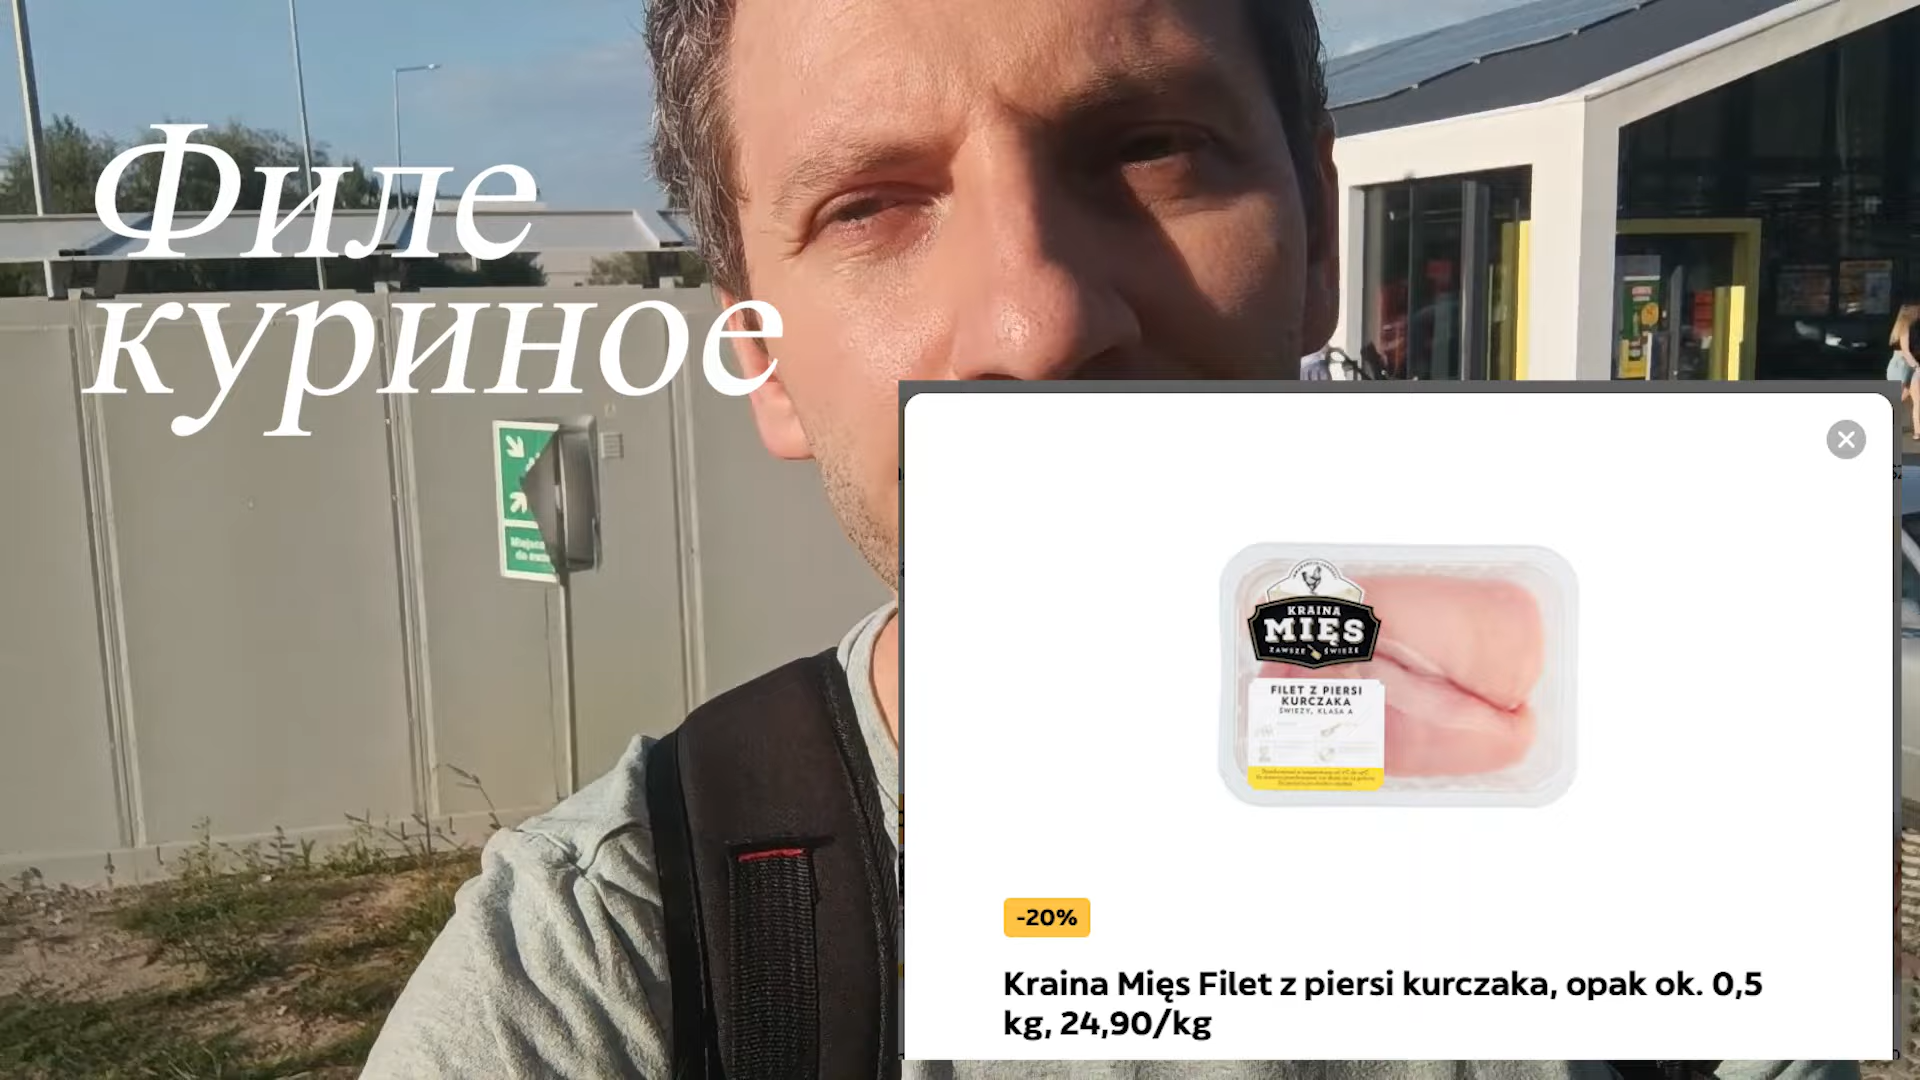 Филе
куриное
Miejsce
KRAINA
MIĘS
ZAWSZE ŚWIEŻE
FILET Z PIERSI
KURCZAKA
ŚWIEŻY, KLASA A
-20%
Kraina Mięs Filet z piersi kurczaka, opak ok. 0,5
kg, 24,90/kg